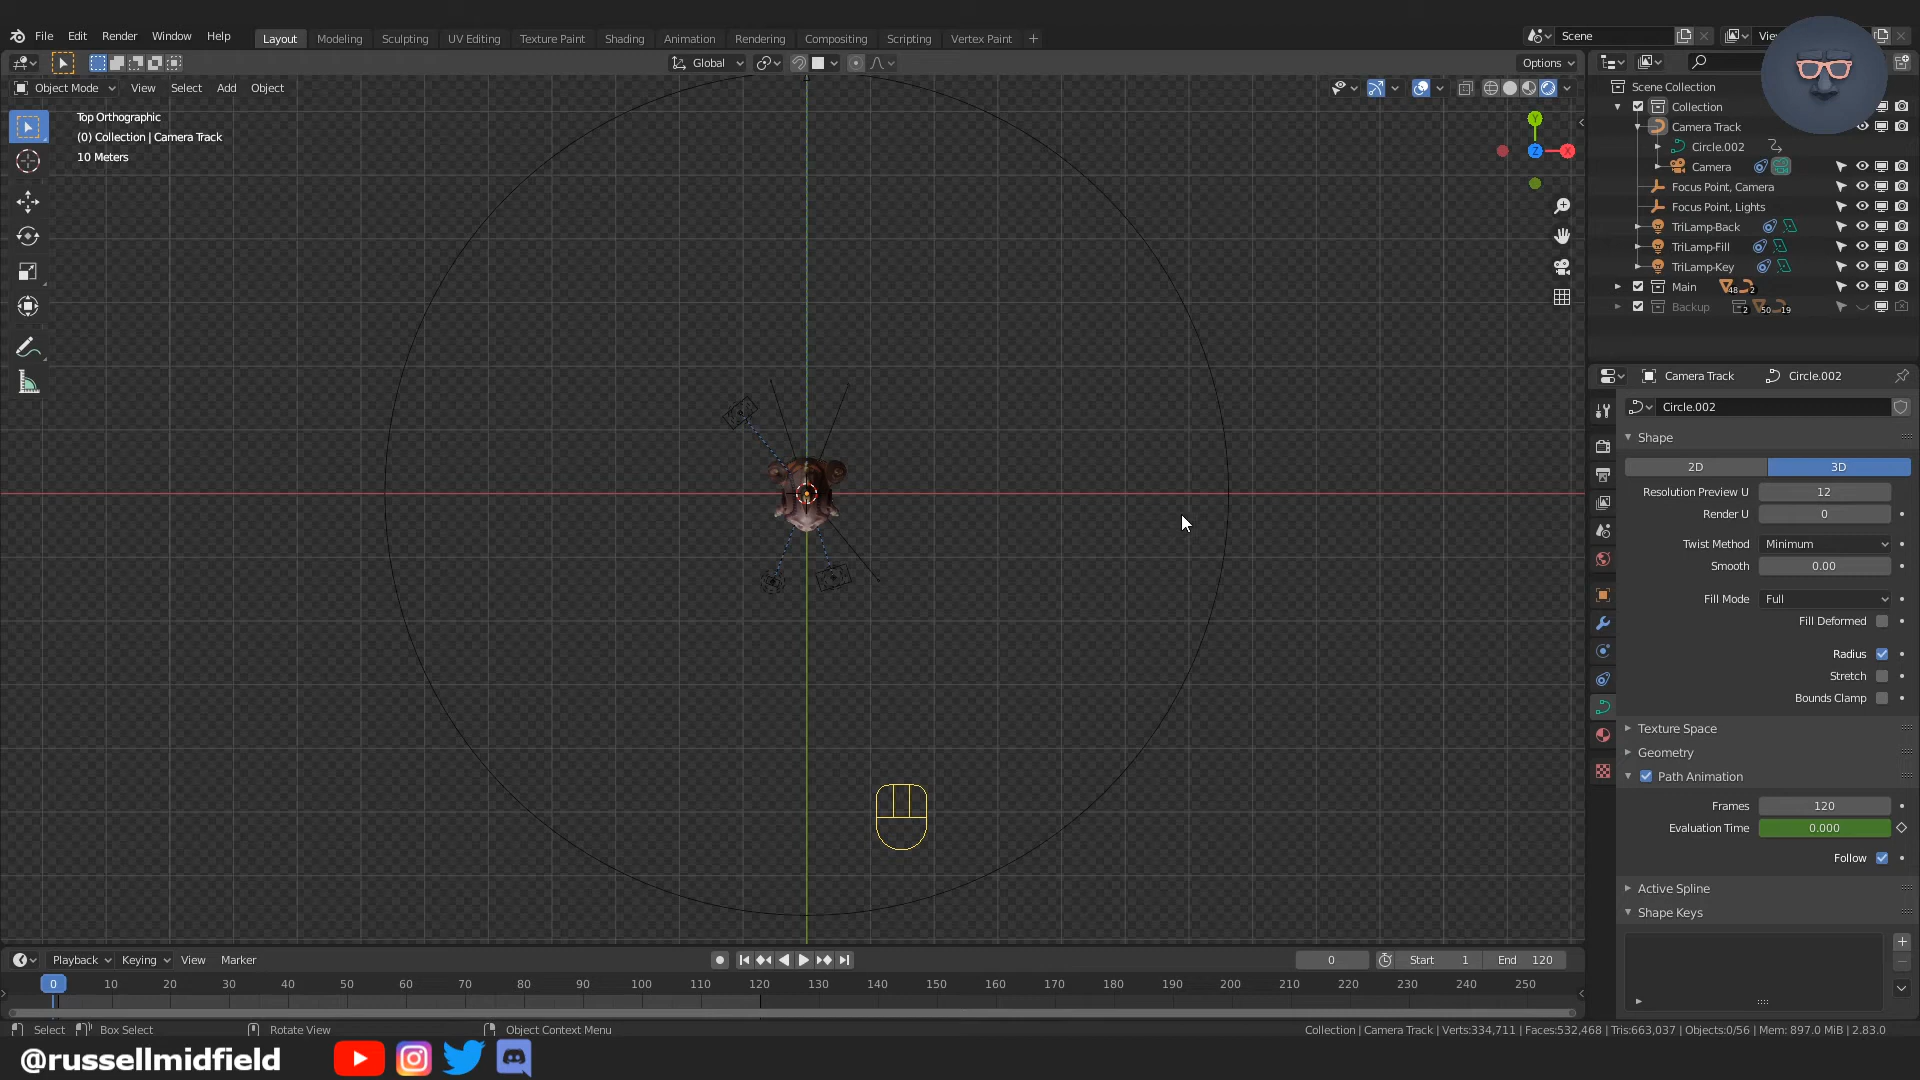 File Edit Render Window Help Layout Modeling Sculpting UV Editing Texture Paint Shading Animation Rendering Compositing Scripting Vertex Paint + Scene
Global Options
Object Mode View Select Add Object
Top Orthographic
(0) Collection | Camera Track
10 Meters
Y
Z X
Scene Collection
Collection
Camera Track
Circle.002
Camera
Focus Point, Camera
Focus Point, Lights
TriLamp-Back
TriLamp-Fill
TriLamp-Key
Main 48 2
Backup 2 50 19
Camera Track Circle.002
Circle.002
Shape
2D 3D
Resolution Preview U 12
Render U 0
Twist Method Minimum
Smooth 0.00
Fill Mode Full
Fill Deformed
Radius
Stretch
Bounds Clamp
Texture Space
Geometry
Path Animation
Frames 120
Evaluation Time 0.000
Follow
Active Spline
Shape Keys
Playback Keying View Marker 0 Start 1 End 120
0 10 20 30 40 50 60 70 80 90 100 110 120 130 140 150 160 170 180 190 200 210 220 230 240 250
Select Box Select Rotate View Object Context Menu Collection | Camera Track | Verts:334,711 | Faces:532,468 | Tris:663,037 | Objects:0/56 | Mem: 897.0 MiB | 2.83.0
@russellmidfield